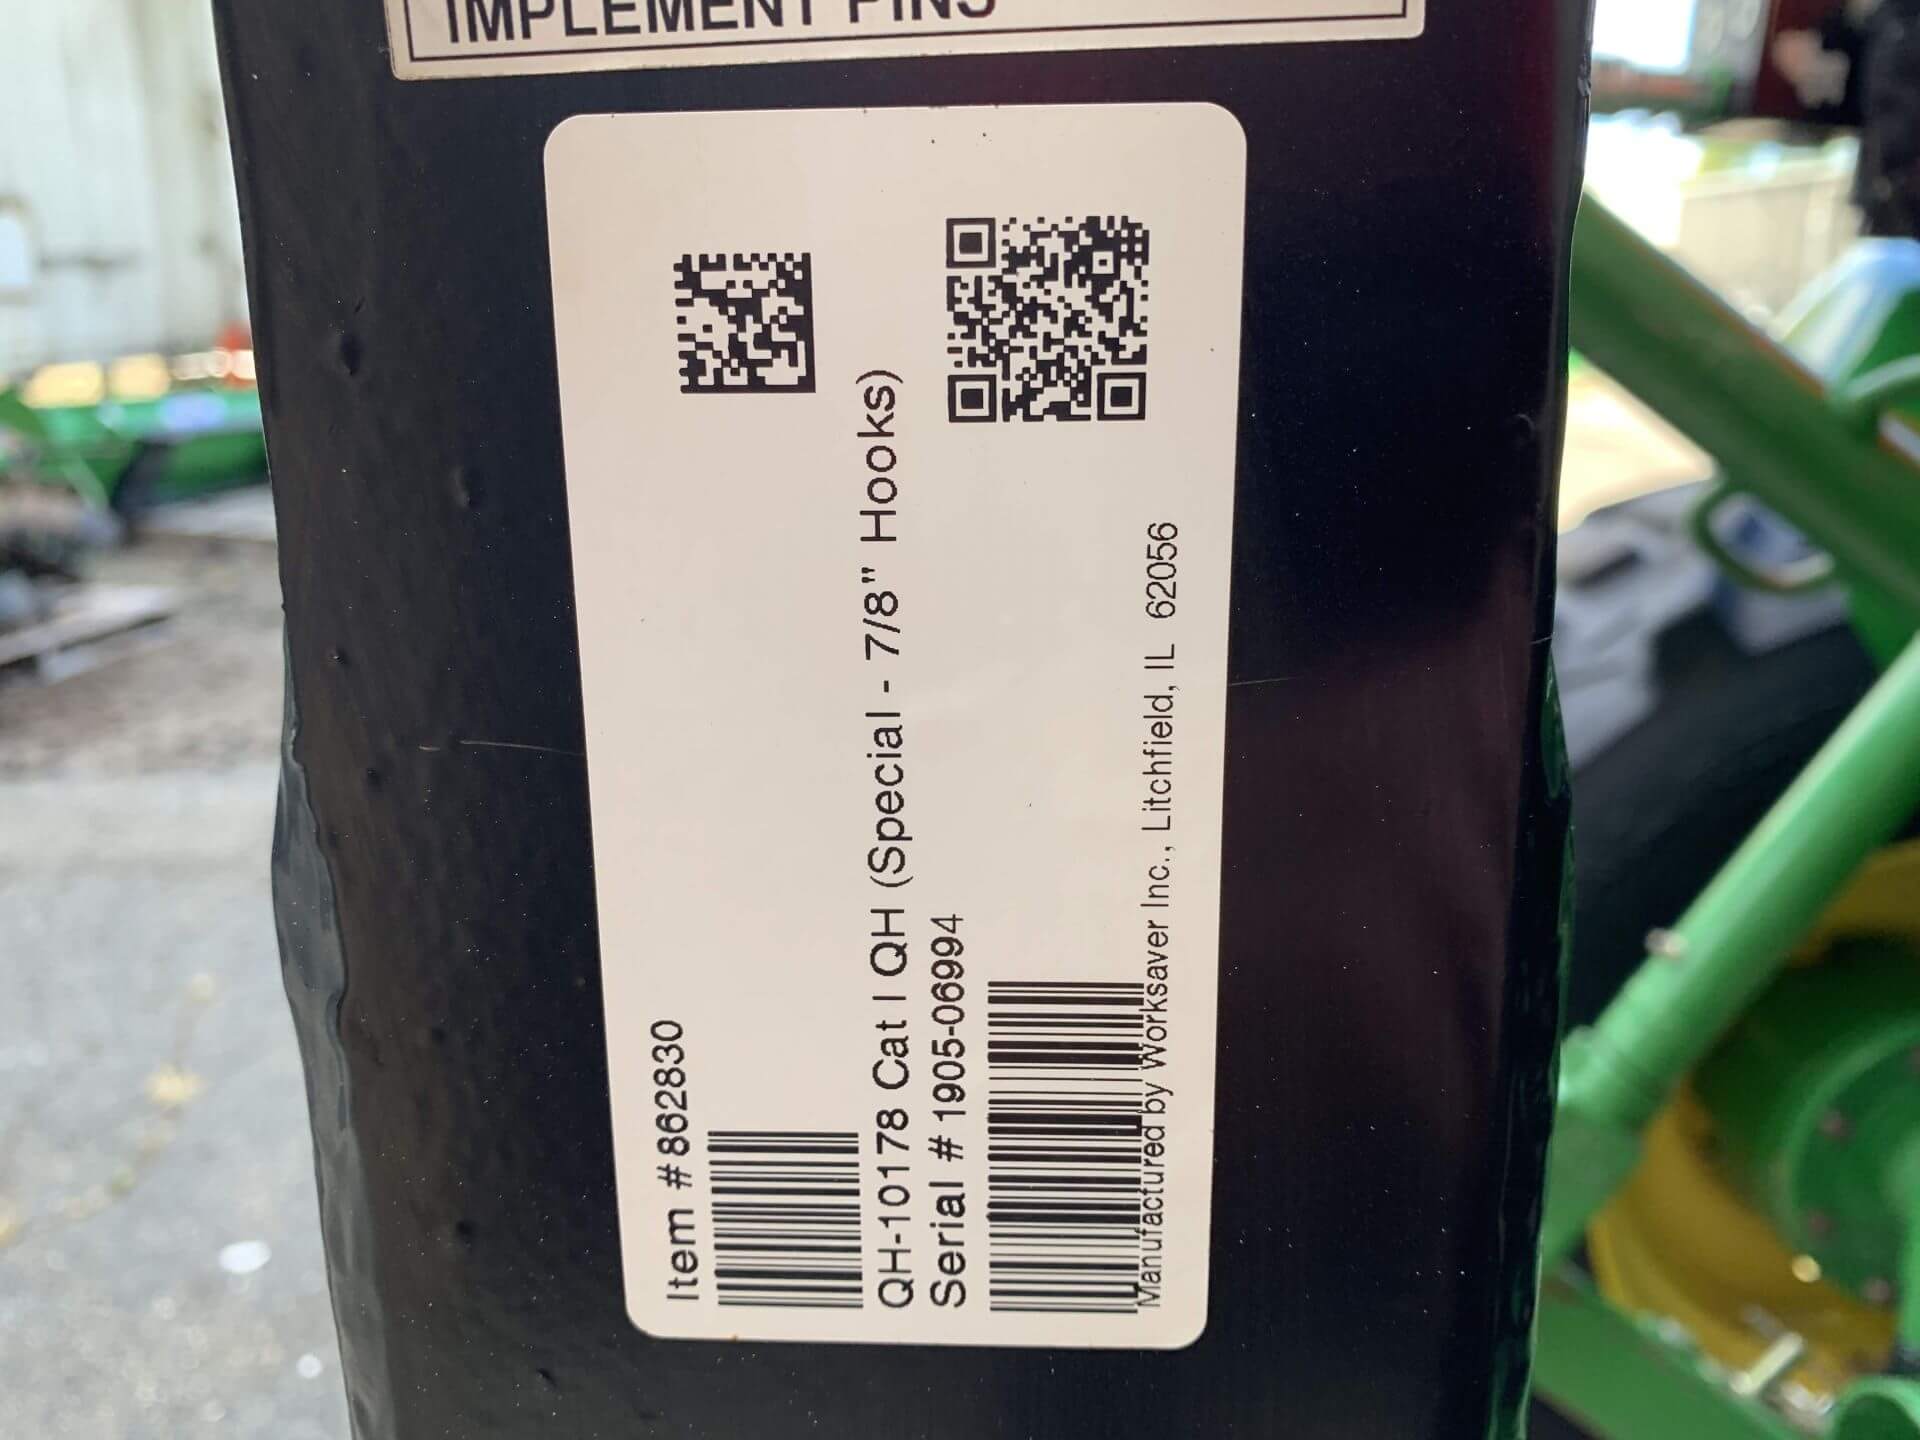 IMPLEMENT PINS
Item #862830
QH-10178 Cat I QH (Special - 7/8" Hooks)
Serial # 1905-06994
Manufactured by Worksaver Inc., Litchfield, IL 62056